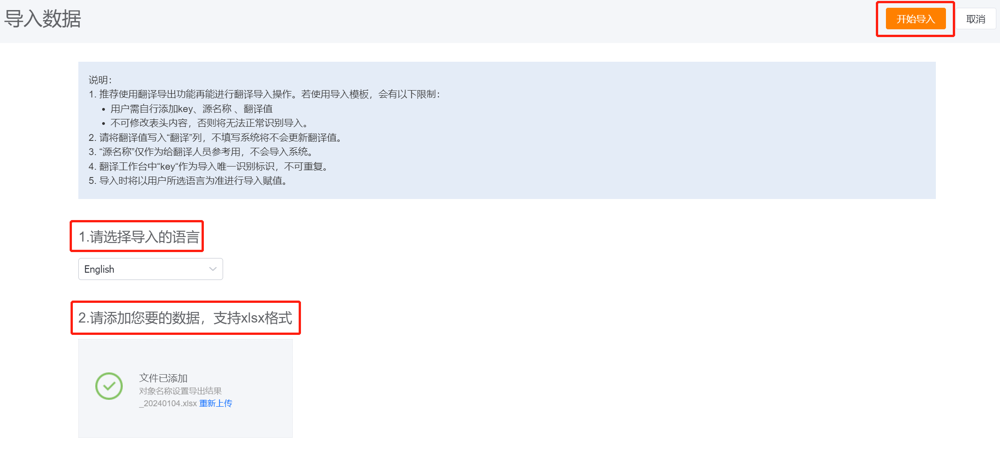 导入数据
开始导入
取消
说明：
1. 推荐使用翻译导出功能再能进行翻译导入操作。若使用导入模板，会有以下限制：
• 用户需自行添加key、源名称 、翻译值
• 不可修改表头内容，否则将无法正常识别导入。
2. 请将翻译值写入“翻译”列，不填写系统将不会更新翻译值。
3. “源名称”仅作为给翻译人员参考用，不会导入系统。
4. 翻译工作台中“key“作为导入唯一识别标识，不可重复。
5. 导入时将以用户所选语言为准进行导入赋值。
1.请选择导入的语言
English
2.请添加您要的数据，支持xlsx格式
文件已添加
对象名称设置导出结果
_20240104.xlsx 重新上传